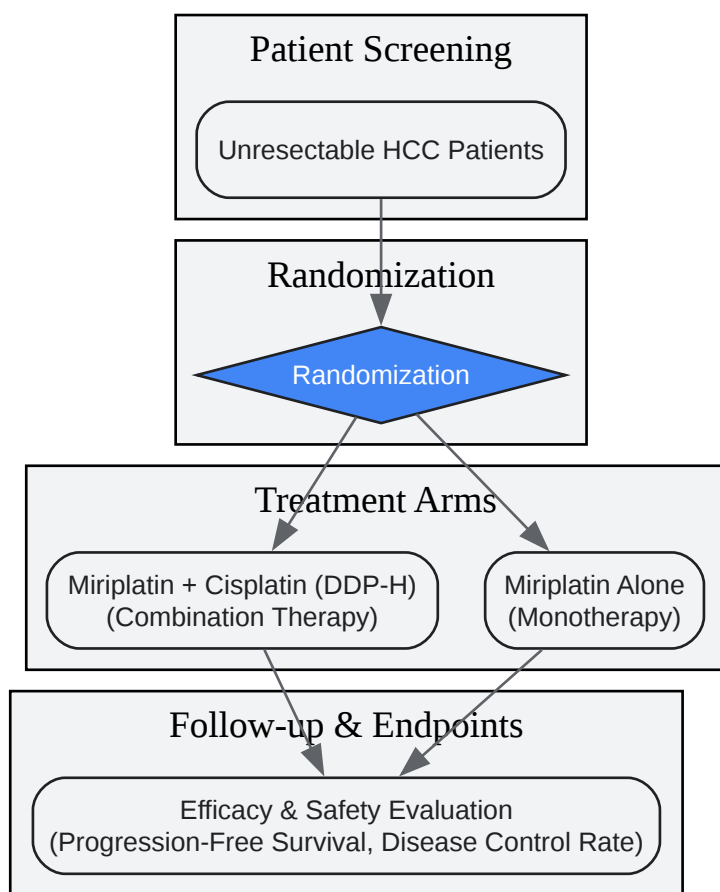 Patient Screening
Unresectable HCC Patients
Randomization
Randomization
Treatment Arms
Miriplatin + Cisplatin (DDP-H)
(Combination Therapy)
Miriplatin Alone
(Monotherapy)
Follow-up & Endpoints
Efficacy & Safety Evaluation
(Progression-Free Survival, Disease Control Rate)